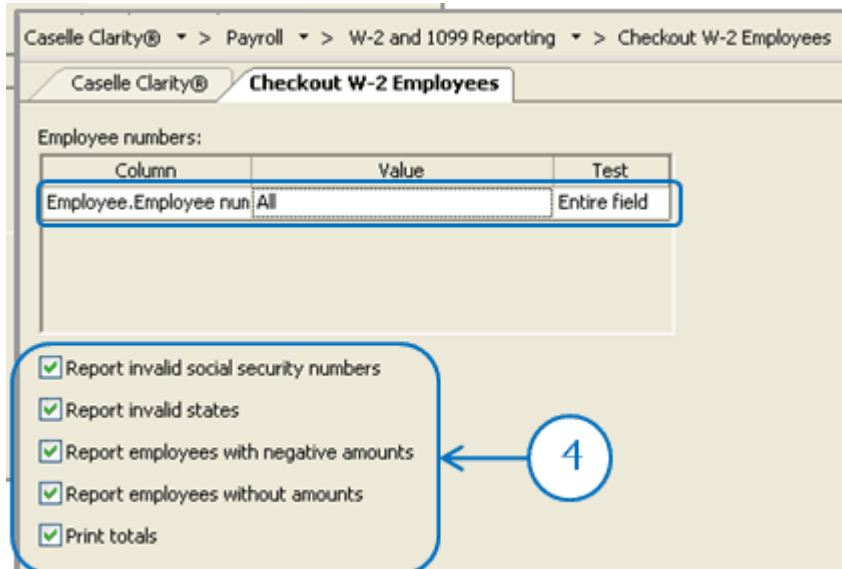 Caselle Clarity® > Payroll > W-2 and 1099 Reporting > Checkout W-2 Employees
Caselle Clarity® Checkout W-2 Employees
Employee numbers:
Column Value Test
Employee.Employee nun All Entire field
Report invalid social security numbers
Report invalid states
Report employees with negative amounts
4
Report employees without amounts
Print totals